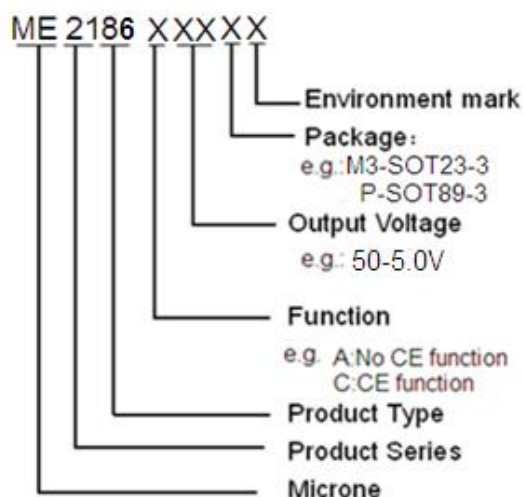 ME 2186 X XX X X
Environment mark
Package:
e.g.:M3-SOT23-3
P-SOT89-3
Output Voltage
e.g.: 50-5.0V
Function
e.g. A:No CE function
C:CE function
Product Type
Product Series
Microne